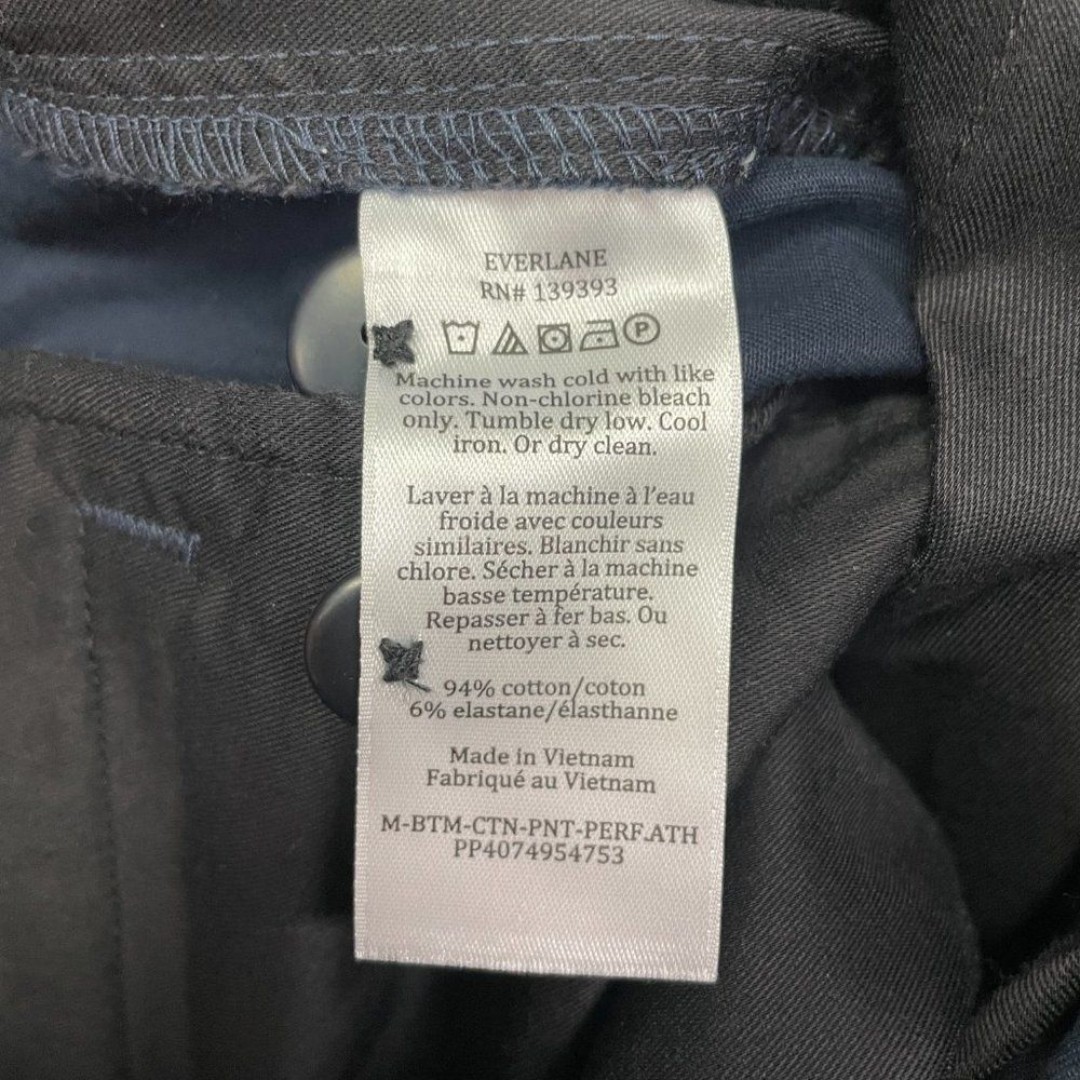 EVERLANE
RN# 139393
P
Machine wash cold with like
colors. Non-chlorine bleach
only. Tumble dry low. Cool
iron. Or dry clean.
Laver à la machine à l'eau
froide avec couleurs
similaires. Blanchir sans
chlore. Sécher à la machine
basse température.
Repasser à fer bas. Ou
nettoyer à sec.
94% cotton/coton
6% elastane/élasthanne
Made in Vietnam
Fabriqué au Vietnam
M-BTM-CTN-PNT-PERF.ATH
PP4074954753